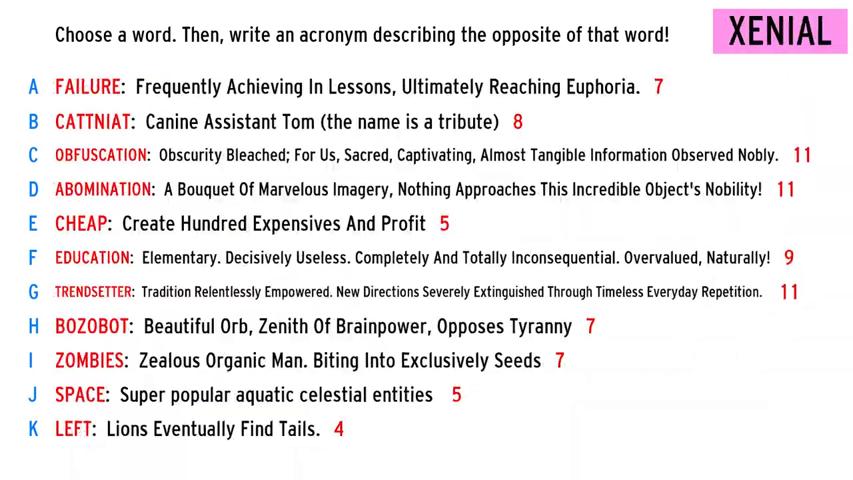 Choose a word. Then, write an acronym describing the opposite of that word!
XENIAL
A FAILURE: Frequently Achieving In Lessons, Ultimately Reaching Euphoria. 7
B CATTNIAT: Canine Assistant Tom (the name is a tribute) 8
C OBFUSCATION: Obscurity Bleached; For Us, Sacred, Captivating, Almost Tangible Information Observed Nobly. 11
D ABOMINATION: A Bouquet Of Marvelous Imagery, Nothing Approaches This Incredible Object's Nobility! 11
E CHEAP: Create Hundred Expensives And Profit 5
F EDUCATION: Elementary. Decisively Useless. Completely And Totally Inconsequential. Overvalued, Naturally! 9
G TRENDSETTER: Tradition Relentlessly Empowered. New Directions Severely Extinguished Through Timeless Everyday Repetition. 11
H BOZOBOT: Beautiful Orb, Zenith Of Brainpower, Opposes Tyranny 7
I ZOMBIES: Zealous Organic Man. Biting Into Exclusively Seeds 7
J SPACE: Super popular aquatic celestial entities 5
K LEFT: Lions Eventually Find Tails. 4